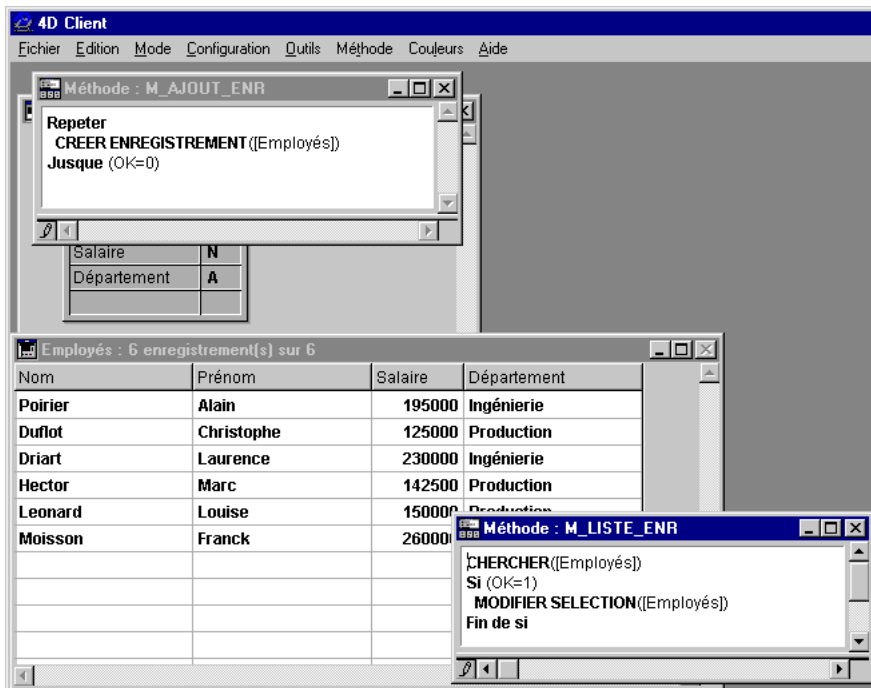 4D Client
Fichier Edition Mode Configuration Outils Méthode Couleurs Aide
Méthode : M_AJOUT_ENR
Repeter
CREER ENREGISTREMENT([Employés])
Jusque (OK=0)
Salaire N
Département A
Employés : 6 enregistrement(s) sur 6
Nom Prénom Salaire Département
Poirier Alain 195000 Ingénierie
Duflot Christophe 125000 Production
Driart Laurence 230000 Ingénierie
Hector Marc 142500 Production
Leonard Louise 150000 Production
Moisson Franck 26000
Méthode : M_LISTE_ENR
CHERCHER([Employés])
Si (OK=1)
MODIFIER SELECTION([Employés])
Fin de si